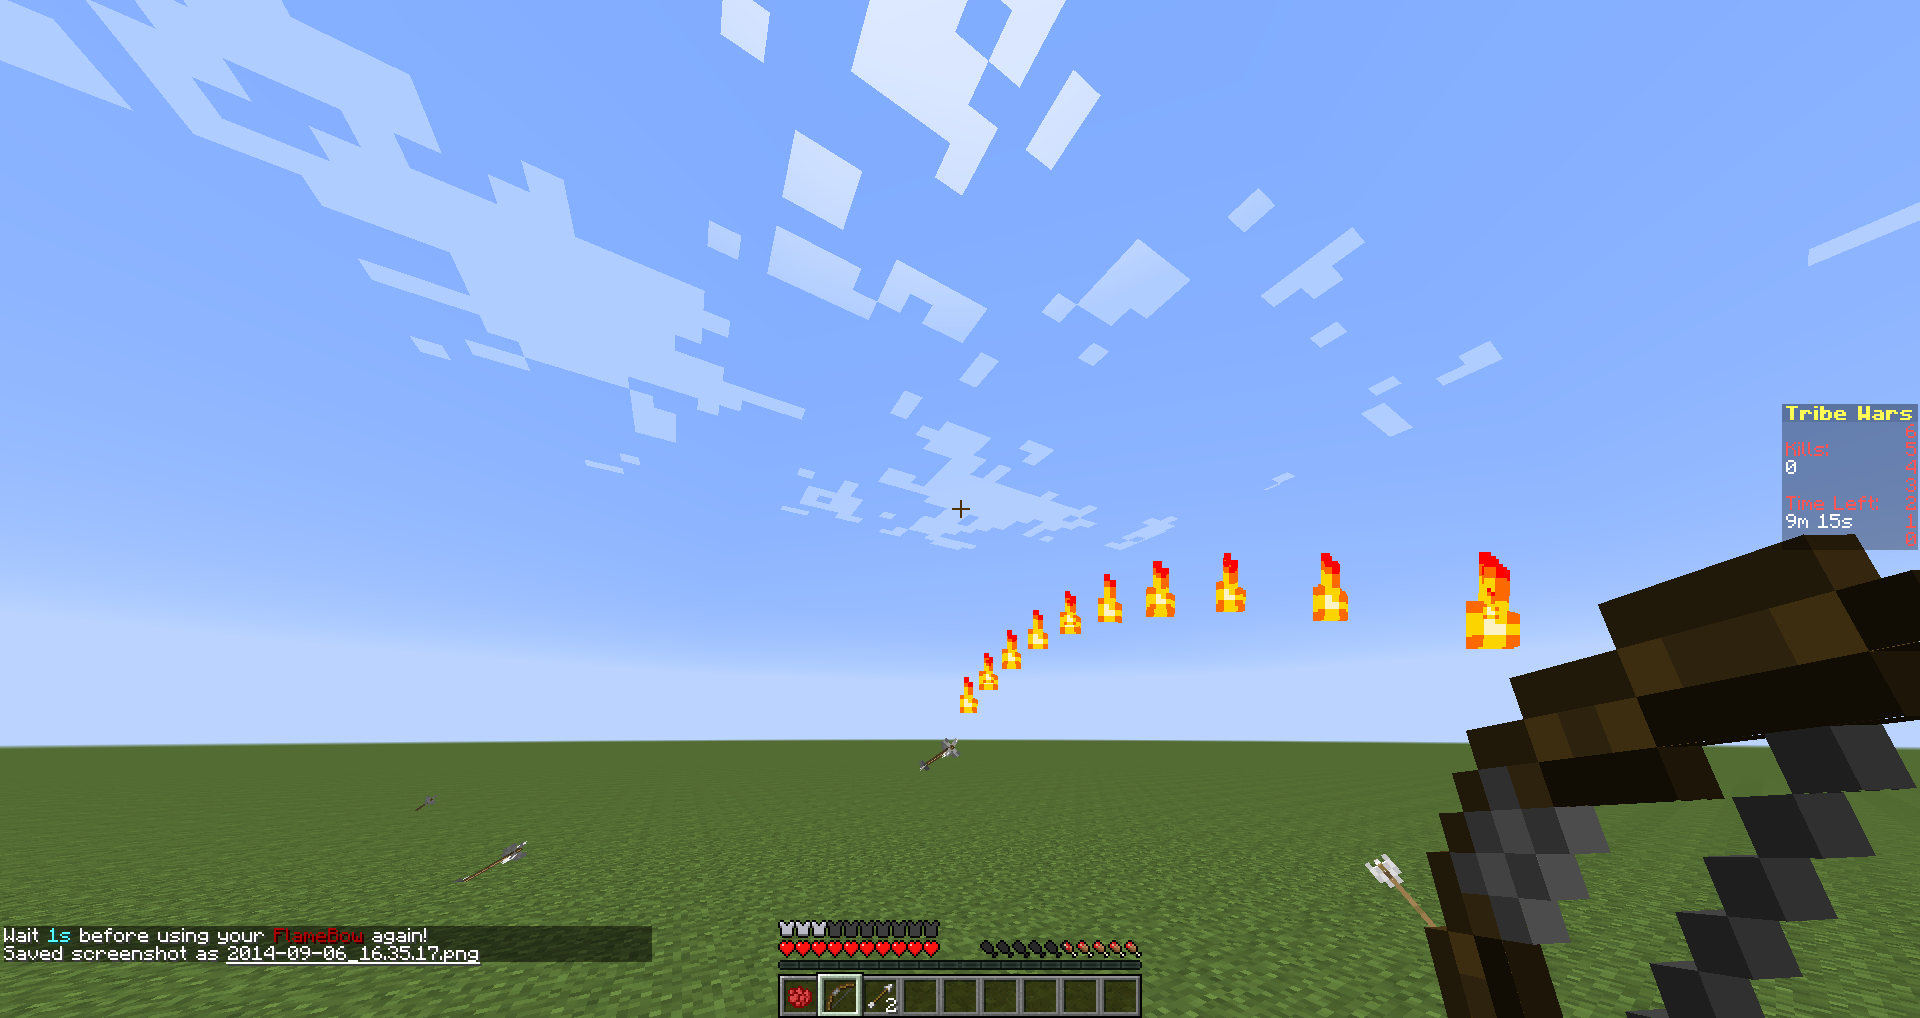 Tribe Wars
6
Kills: 5
0 4
3
Time Left: 2
9m 15s 1
0
Wait 1s before using your FlameBow again!
Saved screenshot as 2014-09-06_16.35.17.png
2